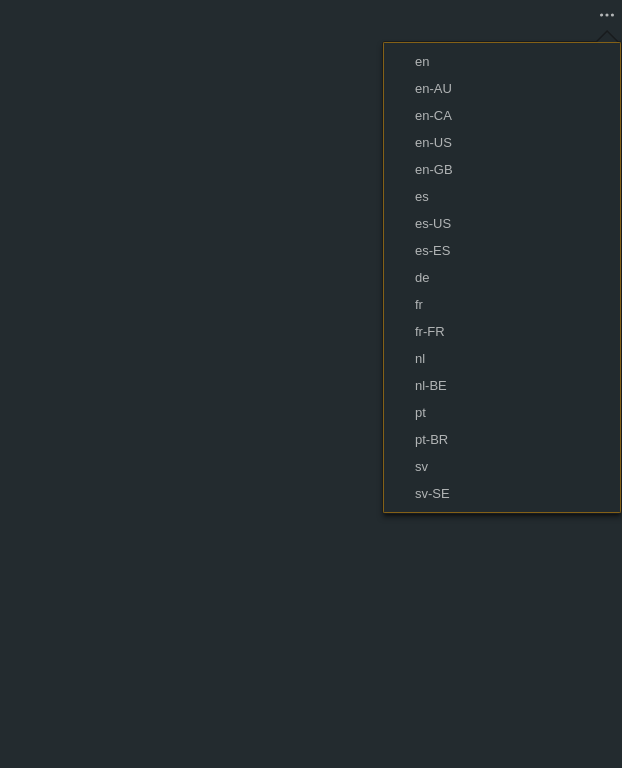 en
en-AU
en-CA
en-US
en-GB
es
es-US
es-ES
de
fr
fr-FR
nl
nl-BE
pt
pt-BR
sv
sv-SE